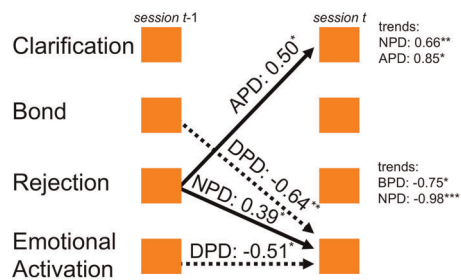 session t-1
session t
Clarification
trends:
NPD: 0.66**
APD: 0.85*
APD: 0.50*
Bond
DPD: -0.64**
Rejection
trends:
BPD: -0.75*
NPD: -0.98***
NPD: 0.39*
Emotional
Activation
DPD: -0.51*